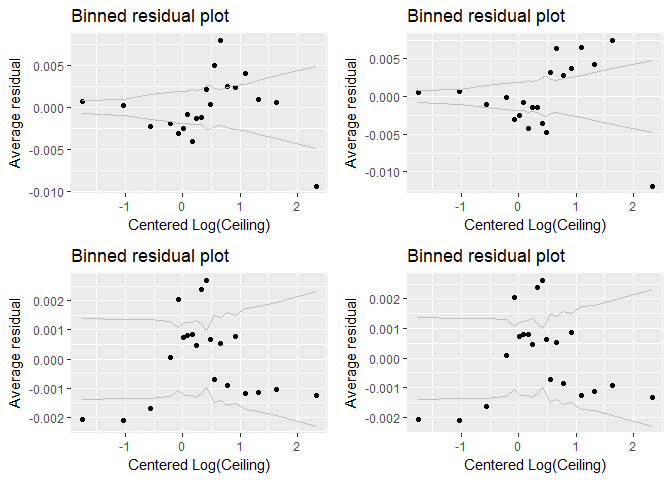 Binned residual plot
0.005
0.000
-0.005
-0.010
Average residual
-1
0
1
2
Centered Log(Ceiling)
Binned residual plot
0.005
0.000
-0.005
-0.010
Average residual
-1
0
1
2
Centered Log(Ceiling)
Binned residual plot
0.002
0.001
0.000
-0.001
-0.002
Average residual
-1
0
1
2
Centered Log(Ceiling)
Binned residual plot
0.002
0.001
0.000
-0.001
-0.002
Average residual
-1
0
1
2
Centered Log(Ceiling)